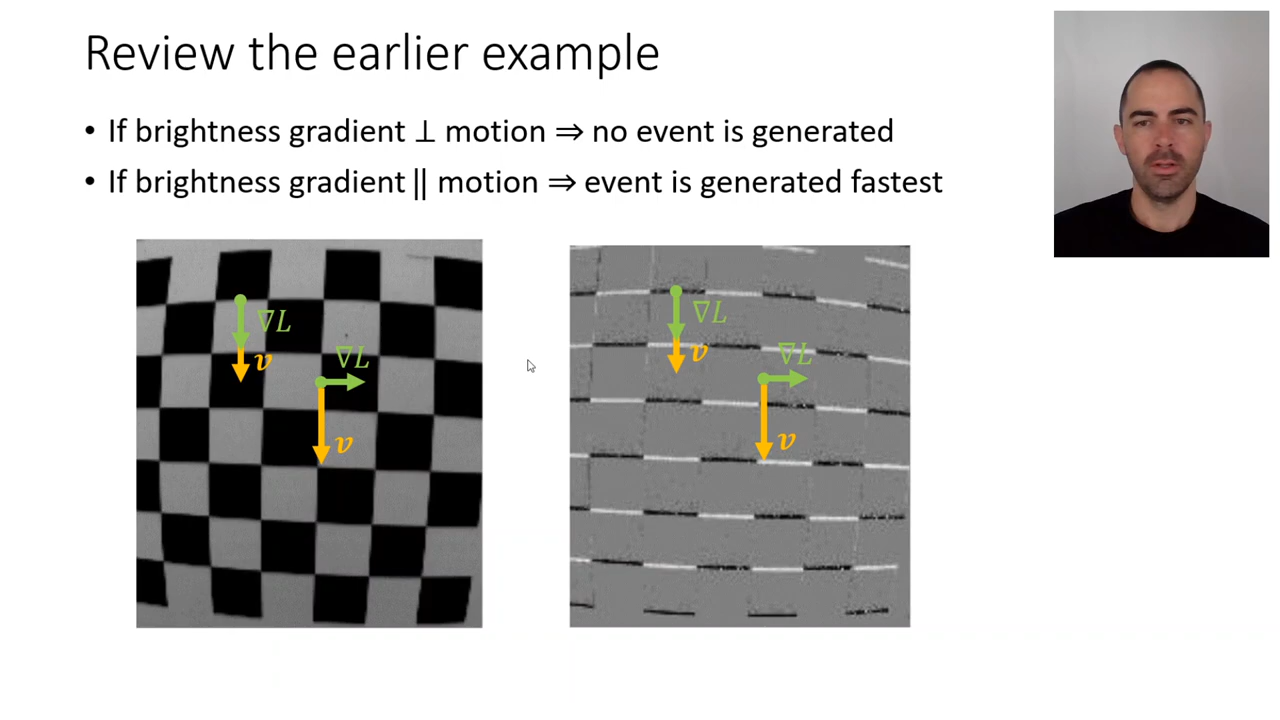 Review the earlier example
• If brightness gradient ⊥ motion ⇒ no event is generated
• If brightness gradient || motion ⇒ event is generated fastest
∇L
v
∇L
v
∇L
v
∇L
v